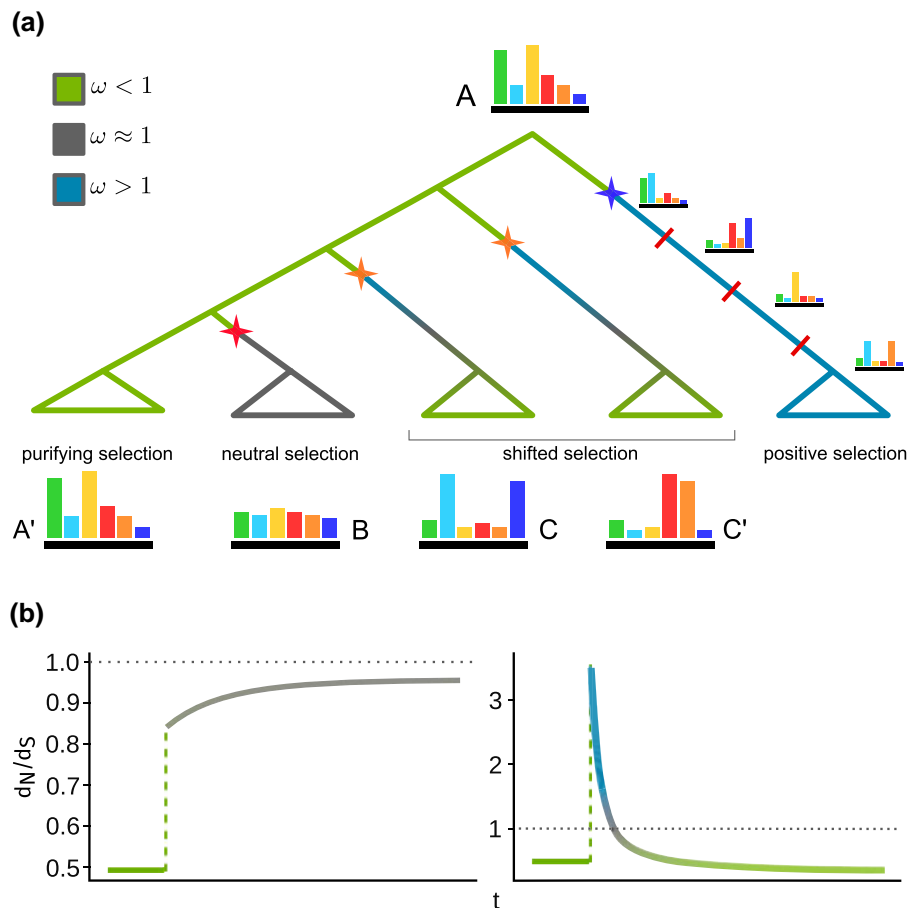 (a)
A
ω < 1
ω ≈ 1
ω > 1
purifying selection
neutral selection
shifted selection
positive selection
A'
B
C
C'
(b)
dN/dS
1.0
0.9
0.8
0.7
0.6
0.5
3
2
1
t